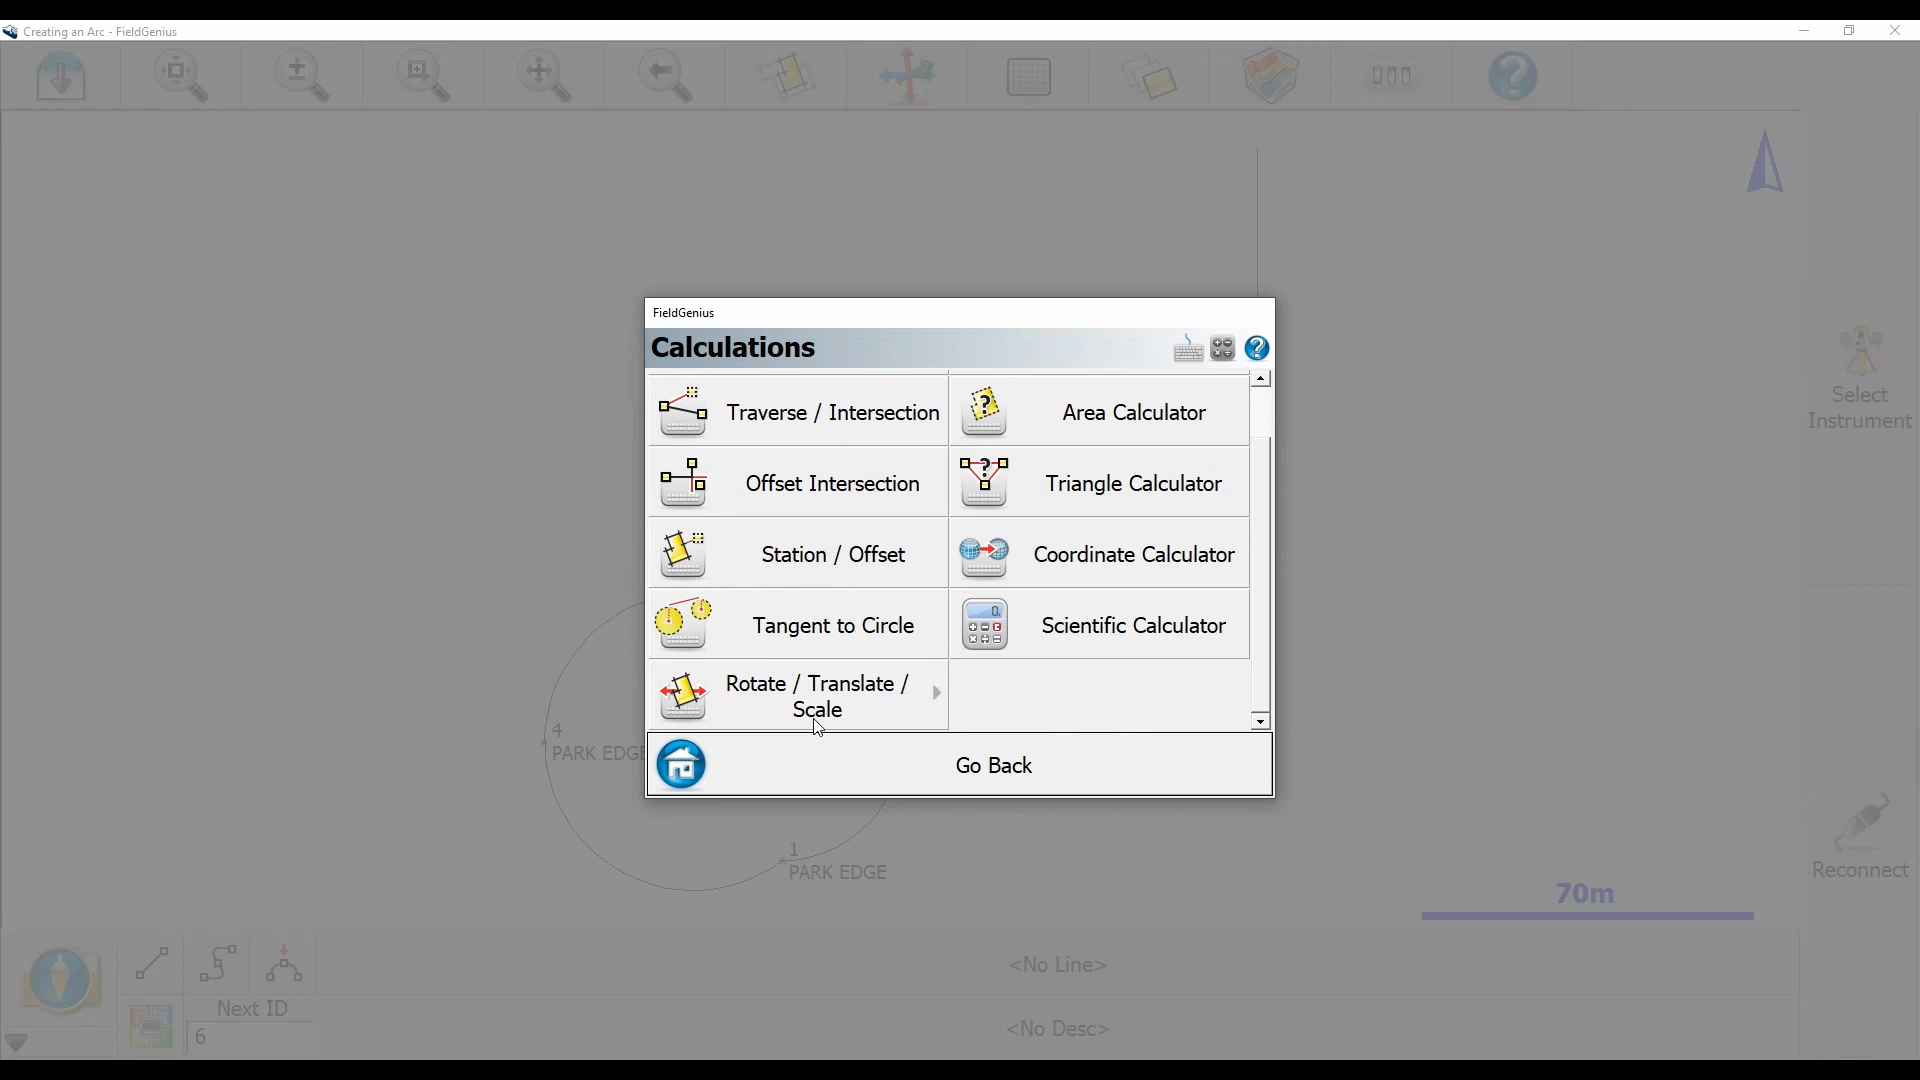 Creating an Arc - FieldGenius
FieldGenius
Calculations
Traverse / Intersection
Area Calculator
Offset Intersection
Triangle Calculator
Station / Offset
Coordinate Calculator
Tangent to Circle
Scientific Calculator
Rotate / Translate /
Scale
Go Back
Select
Instrument
4
PARK EDGE
1
PARK EDGE
Reconnect
70m
<No Line>
Next ID
6
<No Desc>